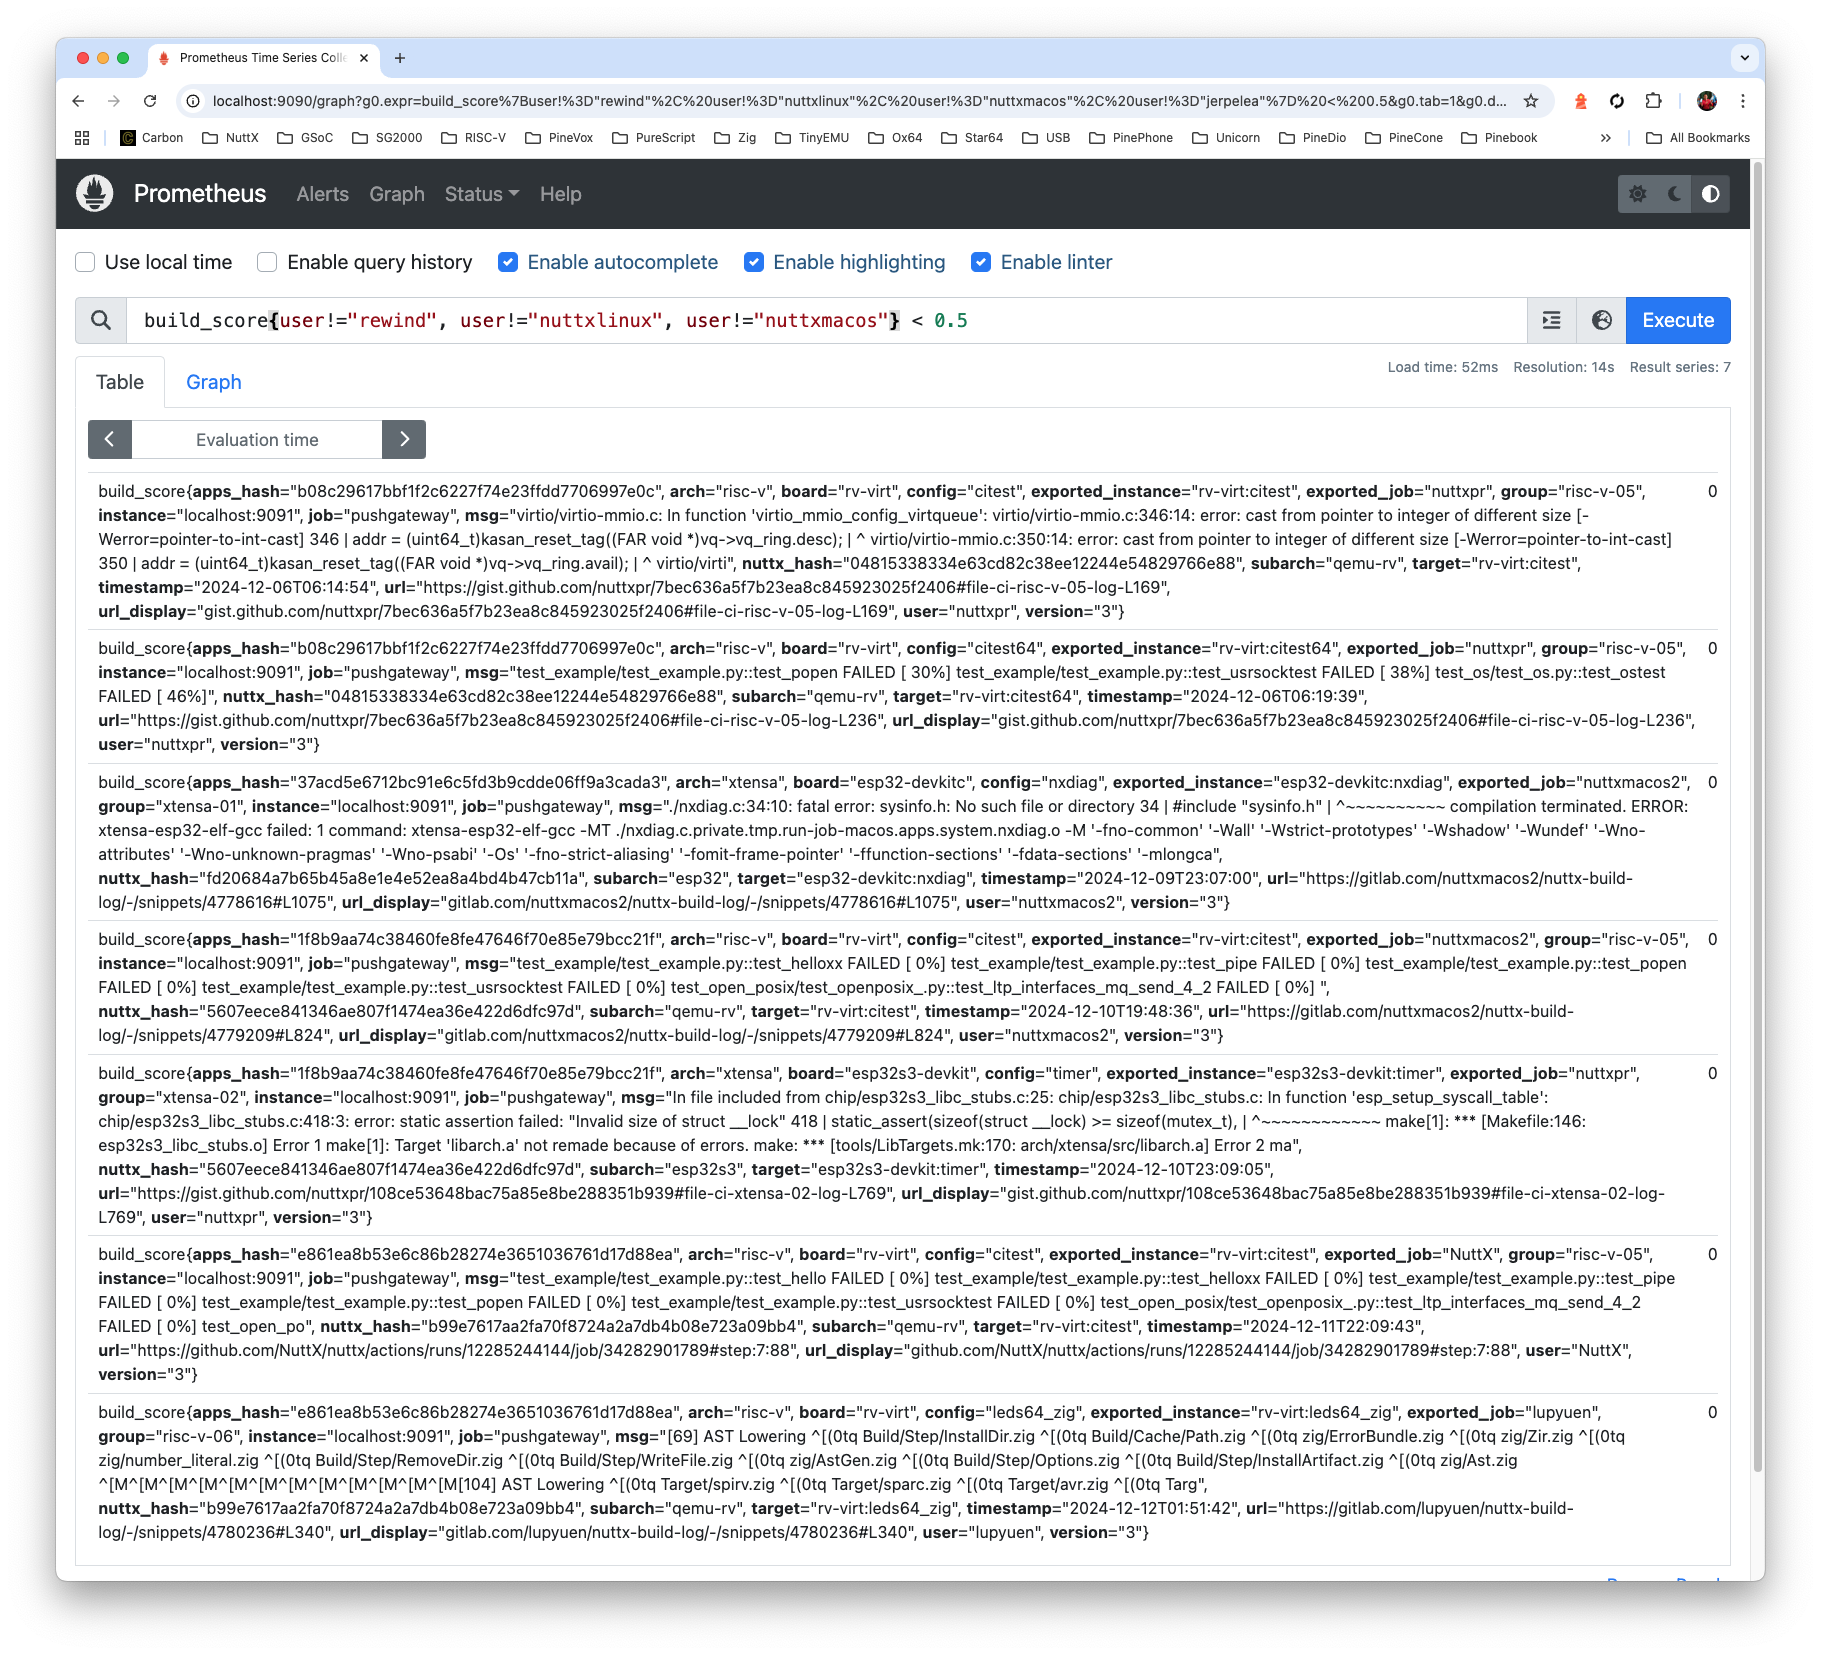 Prometheus Time Series Colle
localhost:9090/graph?g0.expr=build_score%7Buser!%3D"rewind"%2C%20user!%3D"nuttxlinux"%2C%20user!%3D"nuttxmacos"%2C%20user!%3D"jerpelea"%7D%20<%200.5&g0.tab=1&g0.d...
Carbon NuttX GSoC SG2000 RISC-V PineVox PureScript Zig TinyEMU Ox64 Star64 USB PinePhone Unicorn PineDio PineCone Pinebook » All Bookmarks
Prometheus Alerts Graph Status Help
Use local time Enable query history Enable autocomplete Enable highlighting Enable linter
build_score{user!="rewind", user!="nuttxlinux", user!="nuttxmacos"} < 0.5 Execute
Load time: 52ms Resolution: 14s Result series: 7
Table Graph
Evaluation time
build_score{apps_hash="b08c29617bbf1f2c6227f74e23ffdd7706997e0c", arch="risc-v", board="rv-virt", config="citest", exported_instance="rv-virt:citest", exported_job="nuttxpr", group="risc-v-05", 0
instance="localhost:9091", job="pushgateway", msg="virtio/virtio-mmio.c: In function 'virtio_mmio_config_virtqueue': virtio/virtio-mmio.c:346:14: error: cast from pointer to integer of different size [-
Werror=pointer-to-int-cast] 346 | addr = (uint64_t)kasan_reset_tag((FAR void *)vq->vq_ring.desc); | ^ virtio/virtio-mmio.c:350:14: error: cast from pointer to integer of different size [-Werror=pointer-to-int-cast]
350 | addr = (uint64_t)kasan_reset_tag((FAR void *)vq->vq_ring.avail); | ^ virtio/virti", nuttx_hash="04815338334e63cd82c38ee12244e54829766e88", subarch="qemu-rv", target="rv-virt:citest",
timestamp="2024-12-06T06:14:54", url="https://gist.github.com/nuttxpr/7bec636a5f7b23ea8c845923025f2406#file-ci-risc-v-05-log-L169",
url_display="gist.github.com/nuttxpr/7bec636a5f7b23ea8c845923025f2406#file-ci-risc-v-05-log-L169", user="nuttxpr", version="3"}
build_score{apps_hash="b08c29617bbf1f2c6227f74e23ffdd7706997e0c", arch="risc-v", board="rv-virt", config="citest64", exported_instance="rv-virt:citest64", exported_job="nuttxpr", group="risc-v-05", 0
instance="localhost:9091", job="pushgateway", msg="test_example/test_example.py::test_popen FAILED [ 30%] test_example/test_example.py::test_usrsocktest FAILED [ 38%] test_os/test_os.py::test_ostest
FAILED [ 46%]", nuttx_hash="04815338334e63cd82c38ee12244e54829766e88", subarch="qemu-rv", target="rv-virt:citest64", timestamp="2024-12-06T06:19:39",
url="https://gist.github.com/nuttxpr/7bec636a5f7b23ea8c845923025f2406#file-ci-risc-v-05-log-L236", url_display="gist.github.com/nuttxpr/7bec636a5f7b23ea8c845923025f2406#file-ci-risc-v-05-log-L236",
user="nuttxpr", version="3"}
build_score{apps_hash="37acd5e6712bc91e6c5fd3b9cdde06ff9a3cada3", arch="xtensa", board="esp32-devkitc", config="nxdiag", exported_instance="esp32-devkitc:nxdiag", exported_job="nuttxmacos2", 0
group="xtensa-01", instance="localhost:9091", job="pushgateway", msg="./nxdiag.c:34:10: fatal error: sysinfo.h: No such file or directory 34 | #include "sysinfo.h" | ^~~~~~~~~~~ compilation terminated. ERROR:
xtensa-esp32-elf-gcc failed: 1 command: xtensa-esp32-elf-gcc -MT ./nxdiag.c.private.tmp.run-job-macos.apps.system.nxdiag.o -M '-fno-common' '-Wall' '-Wstrict-prototypes' '-Wshadow' '-Wundef' '-Wno-
attributes' '-Wno-unknown-pragmas' '-Wno-psabi' '-Os' '-fno-strict-aliasing' '-fomit-frame-pointer' '-ffunction-sections' '-fdata-sections' '-mlongca",
nuttx_hash="fd20684a7b65b45a8e1e4e52ea8a4bd4b47cb11a", subarch="esp32", target="esp32-devkitc:nxdiag", timestamp="2024-12-09T23:07:00", url="https://gitlab.com/nuttxmacos2/nuttx-build-
log/-/snippets/4778616#L1075", url_display="gitlab.com/nuttxmacos2/nuttx-build-log/-/snippets/4778616#L1075", user="nuttxmacos2", version="3"}
build_score{apps_hash="1f8b9aa74c38460fe8fe47646f70e85e79bcc21f", arch="risc-v", board="rv-virt", config="citest", exported_instance="rv-virt:citest", exported_job="nuttxmacos2", group="risc-v-05", 0
instance="localhost:9091", job="pushgateway", msg="test_example/test_example.py::test_helloxx FAILED [ 0%] test_example/test_example.py::test_pipe FAILED [ 0%] test_example/test_example.py::test_popen
FAILED [ 0%] test_example/test_example.py::test_usrsocktest FAILED [ 0%] test_open_posix/test_openposix_.py::test_ltp_interfaces_mq_send_4_2 FAILED [ 0%] ",
nuttx_hash="5607eece841346ae807f1474ea36e422d6dfc97d", subarch="qemu-rv", target="rv-virt:citest", timestamp="2024-12-10T19:48:36", url="https://gitlab.com/nuttxmacos2/nuttx-build-
log/-/snippets/4779209#L824", url_display="gitlab.com/nuttxmacos2/nuttx-build-log/-/snippets/4779209#L824", user="nuttxmacos2", version="3"}
build_score{apps_hash="1f8b9aa74c38460fe8fe47646f70e85e79bcc21f", arch="xtensa", board="esp32s3-devkit", config="timer", exported_instance="esp32s3-devkit:timer", exported_job="nuttxpr", 0
group="xtensa-02", instance="localhost:9091", job="pushgateway", msg="In file included from chip/esp32s3_libc_stubs.c:25: chip/esp32s3_libc_stubs.c: In function 'esp_setup_syscall_table':
chip/esp32s3_libc_stubs.c:418:3: error: static assertion failed: "Invalid size of struct __lock" 418 | static_assert(sizeof(struct __lock) >= sizeof(mutex_t), | ^~~~~~~~~~~~~ make[1]: *** [Makefile:146:
esp32s3_libc_stubs.o] Error 1 make[1]: Target 'libarch.a' not remade because of errors. make: *** [tools/LibTargets.mk:170: arch/xtensa/src/libarch.a] Error 2 ma",
nuttx_hash="5607eece841346ae807f1474ea36e422d6dfc97d", subarch="esp32s3", target="esp32s3-devkit:timer", timestamp="2024-12-10T23:09:05",
url="https://gist.github.com/nuttxpr/108ce53648bac75a85e8be288351b939#file-ci-xtensa-02-log-L769", url_display="gist.github.com/nuttxpr/108ce53648bac75a85e8be288351b939#file-ci-xtensa-02-log-
L769", user="nuttxpr", version="3"}
build_score{apps_hash="e861ea8b53e6c86b28274e3651036761d17d88ea", arch="risc-v", board="rv-virt", config="citest", exported_instance="rv-virt:citest", exported_job="NuttX", group="risc-v-05", 0
instance="localhost:9091", job="pushgateway", msg="test_example/test_example.py::test_hello FAILED [ 0%] test_example/test_example.py::test_helloxx FAILED [ 0%] test_example/test_example.py::test_pipe
FAILED [ 0%] test_example/test_example.py::test_popen FAILED [ 0%] test_example/test_example.py::test_usrsocktest FAILED [ 0%] test_open_posix/test_openposix_.py::test_ltp_interfaces_mq_send_4_2
FAILED [ 0%] test_open_po", nuttx_hash="b99e7617aa2fa70f8724a2a7db4b08e723a09bb4", subarch="qemu-rv", target="rv-virt:citest", timestamp="2024-12-11T22:09:43",
url="https://github.com/NuttX/nuttx/actions/runs/12285244144/job/34282901789#step:7:88", url_display="github.com/NuttX/nuttx/actions/runs/12285244144/job/34282901789#step:7:88", user="NuttX",
version="3"}
build_score{apps_hash="e861ea8b53e6c86b28274e3651036761d17d88ea", arch="risc-v", board="rv-virt", config="leds64_zig", exported_instance="rv-virt:leds64_zig", exported_job="lupyuen", 0
group="risc-v-06", instance="localhost:9091", job="pushgateway", msg="[69] AST Lowering ^[(0tq Build/Step/InstallDir.zig ^[(0tq Build/Cache/Path.zig ^[(0tq zig/ErrorBundle.zig ^[(0tq zig/Zir.zig ^[(0tq
zig/number_literal.zig ^[(0tq Build/Step/RemoveDir.zig ^[(0tq Build/Step/WriteFile.zig ^[(0tq zig/AstGen.zig ^[(0tq Build/Step/Options.zig ^[(0tq Build/Step/InstallArtifact.zig ^[(0tq zig/Ast.zig
^[M^[M^[M^[M^[M^[M^[M^[M^[M^[M^[M[104] AST Lowering ^[(0tq Target/spirv.zig ^[(0tq Target/sparc.zig ^[(0tq Target/avr.zig ^[(0tq Targ",
nuttx_hash="b99e7617aa2fa70f8724a2a7db4b08e723a09bb4", subarch="qemu-rv", target="rv-virt:leds64_zig", timestamp="2024-12-12T01:51:42", url="https://gitlab.com/lupyuen/nuttx-build-
log/-/snippets/4780236#L340", url_display="gitlab.com/lupyuen/nuttx-build-log/-/snippets/4780236#L340", user="lupyuen", version="3"}